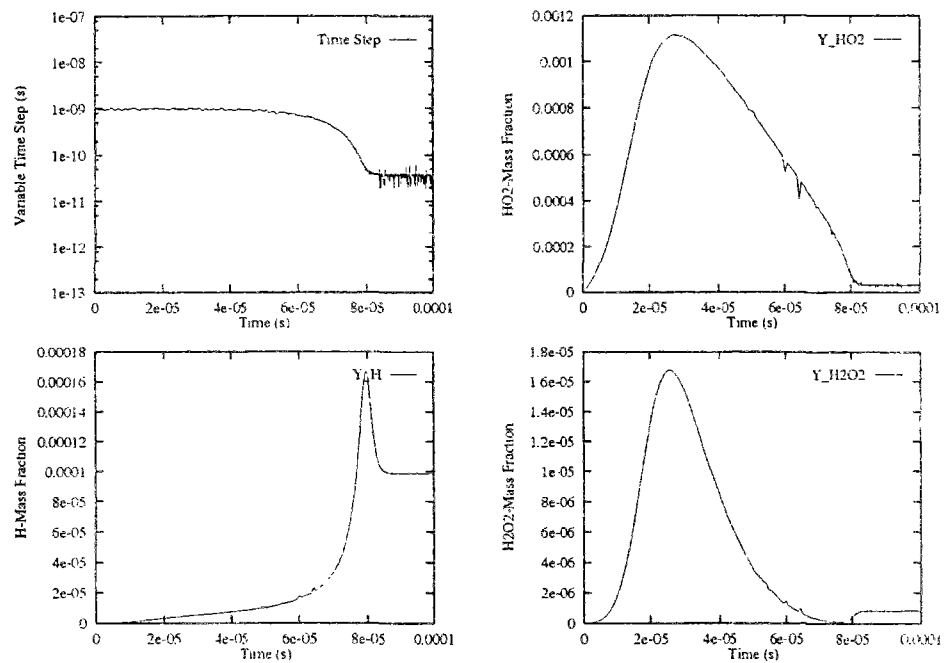 1e-07
Time Step
1e-08
1e-09
1e-10
1e-11
1e-12
1e-13
Variable Time Step (s)
0 2e-05 4e-05 6e-05 8e-05 0.0001
Time (s)
0.0012
Y_HO2
0.001
0.0008
0.0006
0.0004
0.0002
0
HO2-Mass Fraction
0 2e-05 4e-05 6e-05 8e-05 0.0001
Time (s)
0.00018
Y_H
0.00016
0.00014
0.00012
0.0001
8e-05
6e-05
4e-05
2e-05
0
H-Mass Fraction
0 2e-05 4e-05 6e-05 8e-05 0.0001
Time (s)
1.8e-05
Y_H2O2
1.6e-05
1.4e-05
1.2e-05
1e-05
8e-06
6e-06
4e-06
2e-06
0
H2O2-Mass Fraction
0 2e-05 4e-05 6e-05 8e-05 0.0001
Time (s)